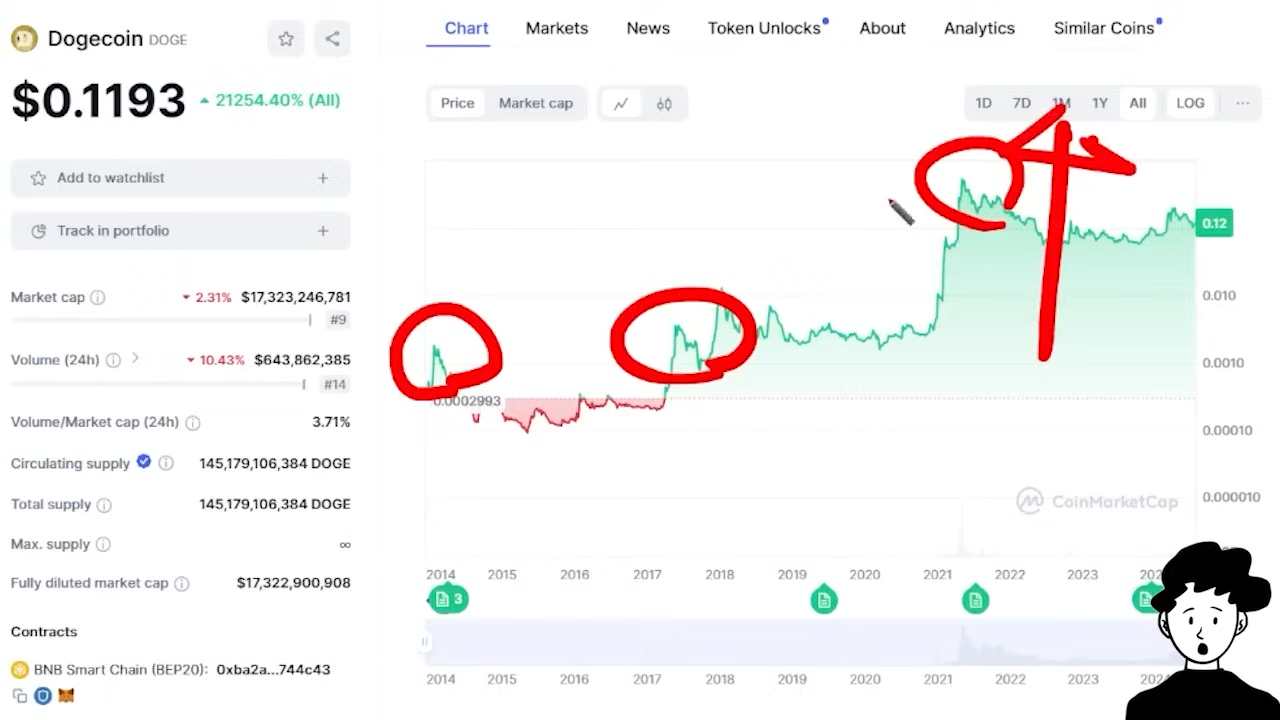 Dogecoin DOGE
$0.1193 21254.40% (All)
Add to watchlist
Track in portfolio
Market cap 2.31% $17,323,246,781
#9
Volume (24h) 10.43% $643,862,385
#14
Volume/Market cap (24h) 3.71%
Circulating supply 145,179,106,384 DOGE
Total supply 145,179,106,384 DOGE
Max. supply ∞
Fully diluted market cap $17,322,900,908
Contracts
BNB Smart Chain (BEP20): 0xba2a...744c43
Chart Markets News Token Unlocks About Analytics Similar Coins
Price Market cap 1D 7D 1M 1Y All LOG ...
0.12
0.010
0.0010
0.0002993
0.00010
0.000010
CoinMarketCap
2014 2015 2016 2017 2018 2019 2020 2021 2022 2023
3
2014 2015 2016 2017 2018 2019 2020 2021 2022 2023 2024